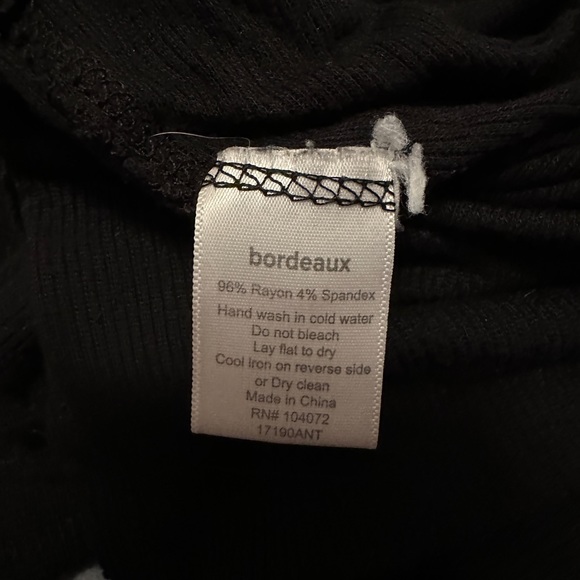 bordeaux
96% Rayon 4% Spandex
Hand wash in cold water
Do not bleach
Lay flat to dry
Cool iron on reverse side
or Dry clean
Made in China
RN# 104072
17190ANT